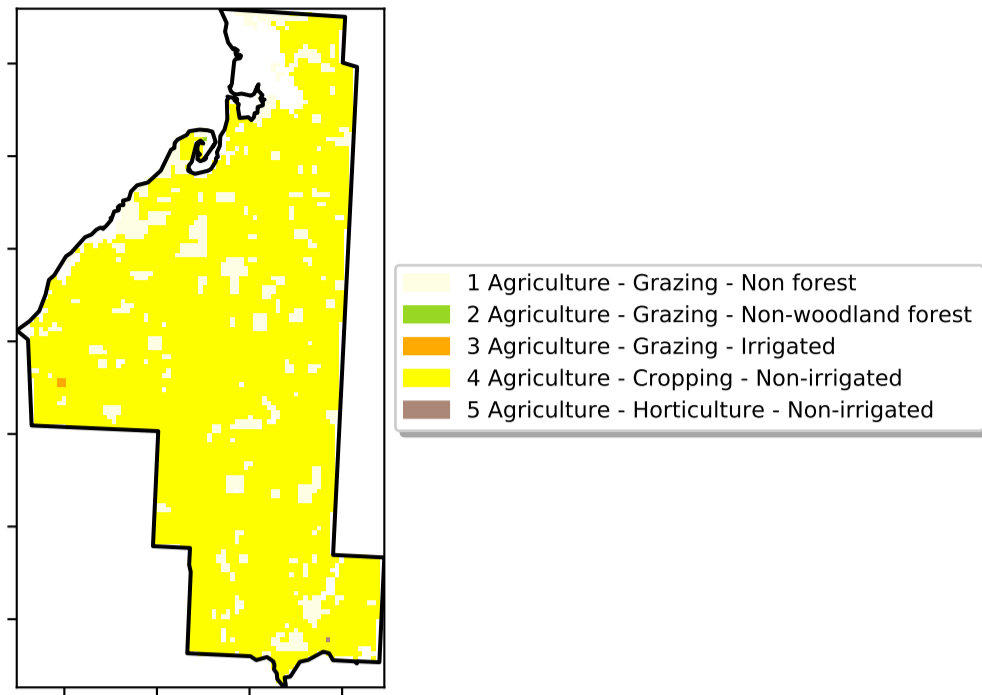 1 Agriculture - Grazing - Non forest
2 Agriculture - Grazing - Non-woodland forest
3 Agriculture - Grazing - Irrigated
4 Agriculture - Cropping - Non-irrigated
5 Agriculture - Horticulture - Non-irrigated